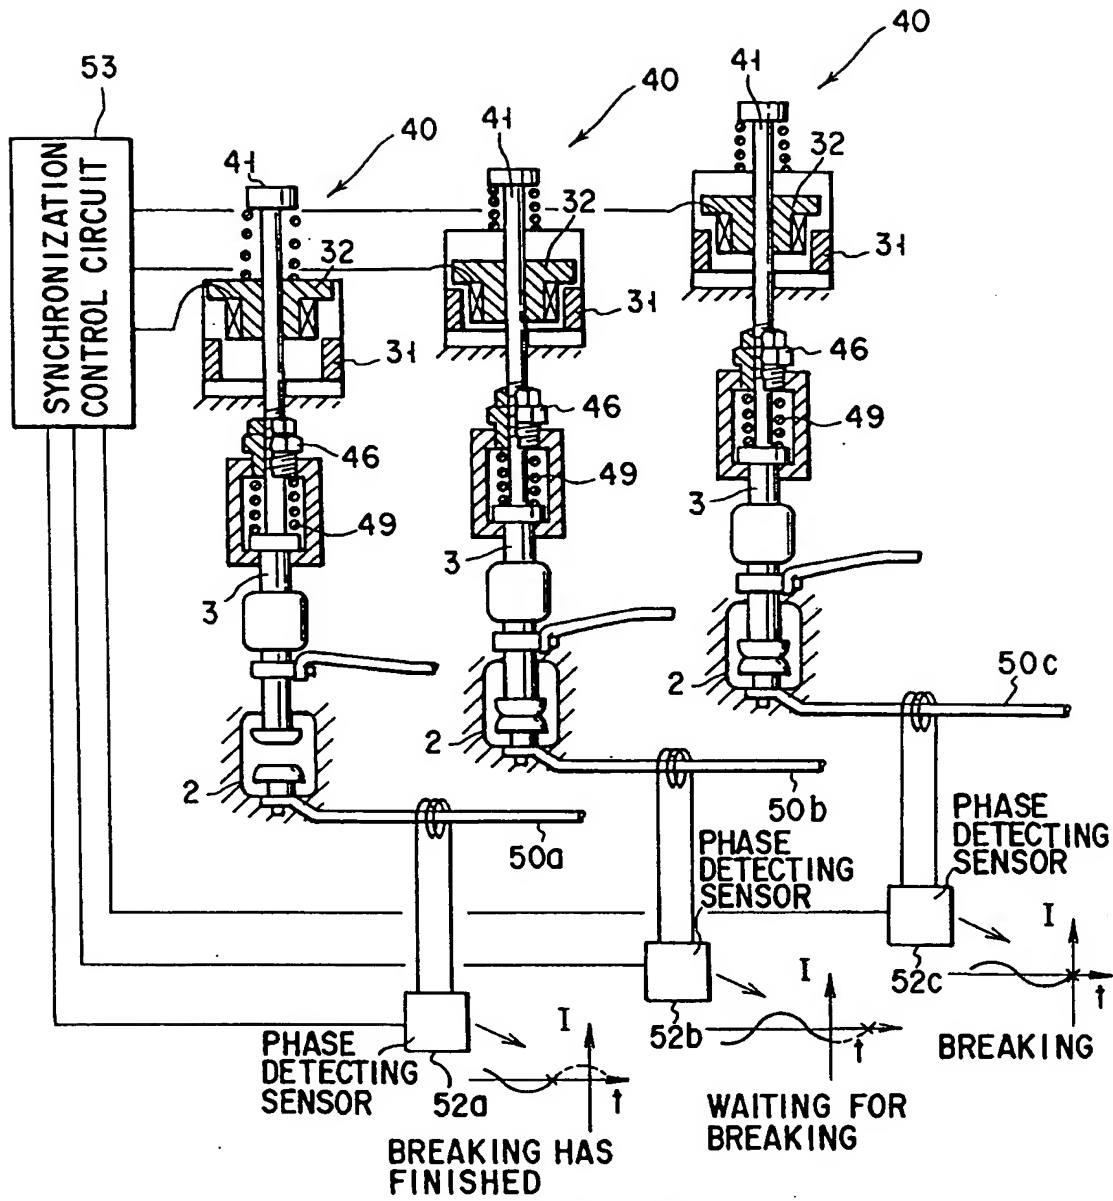 40
41
53
40
41
40
41
32
32
31
32
31
31
46
46
49
46
49
49
3
3
3
2
2
2
50c
50b
50a
SYNCHRONIZATION
CONTROL CIRCUIT
PHASE
DETECTING
SENSOR
PHASE
DETECTING
SENSOR
52c
I
t
BREAKING
52b
I
t
WAITING FOR
BREAKING
PHASE
DETECTING
SENSOR
52a
I
t
BREAKING HAS
FINISHED